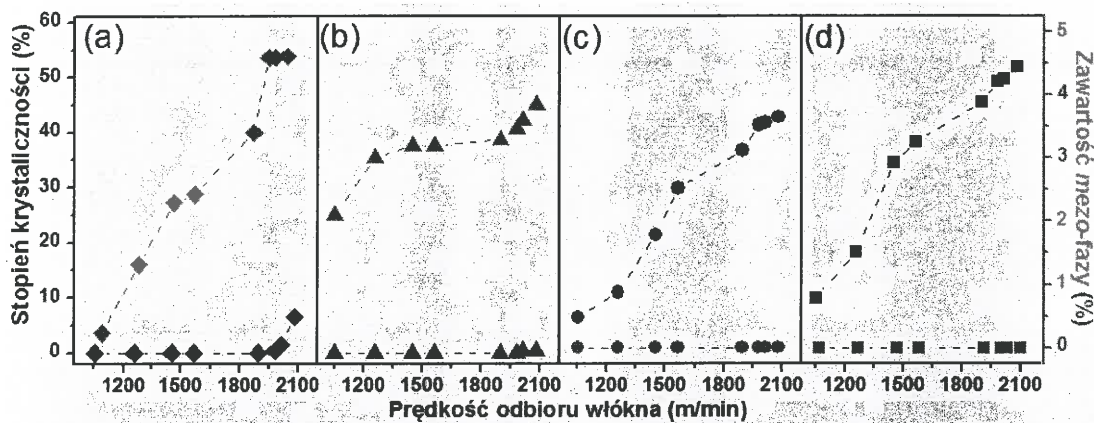 (a) (b) (c) (d)
Stopień krystaliczności (%)
60
50
40
30
20
10
0
1200 1500 1800 2100 1200 1500 1800 2100 1200 1500 1800 2100 1200 1500 1800 2100
Prędkość odbioru włókna (m/min)
5
4
3
2
1
0
Zawartość mezo-fazy (%)